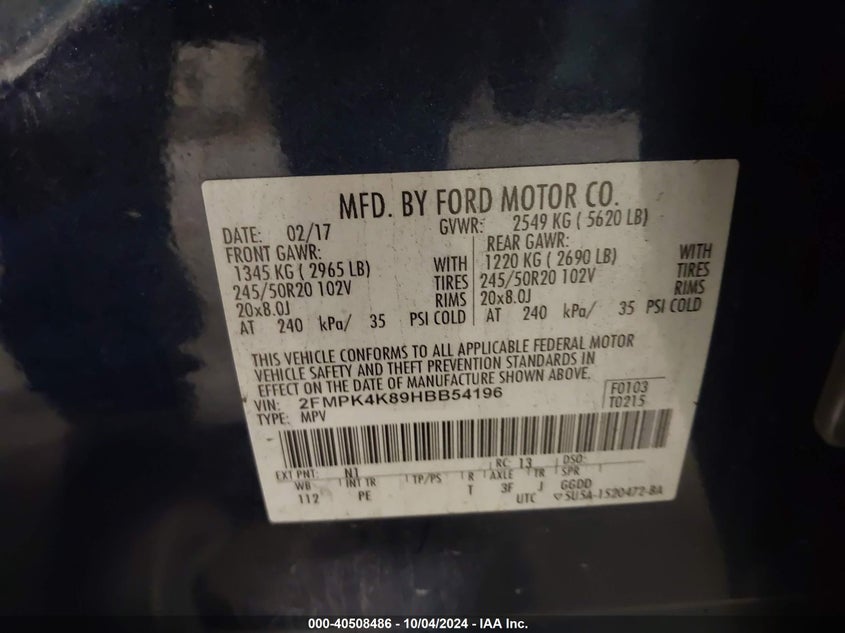 MFD. BY FORD MOTOR CO.
DATE: 02/17 GVWR: 2549 KG ( 5620 LB)
FRONT GAWR: REAR GAWR:
1345 KG ( 2965 LB) WITH 1220 KG ( 2690 LB) WITH
245/50R20 102V TIRES 245/50R20 102V TIRES
20x8.0J RIMS 20x8.0J RIMS
AT 240 kPa/ 35 PSI COLD AT 240 kPa/ 35 PSI COLD
THIS VEHICLE CONFORMS TO ALL APPLICABLE FEDERAL MOTOR
VEHICLE SAFETY AND THEFT PREVENTION STANDARDS IN
EFFECT ON THE DATE OF MANUFACTURE SHOWN ABOVE.
VIN: 2FMPK4K89HBB54196 F0103
TYPE: MPV T0215
EXT PNT: N1 RC: 13 DSO:
WB INT TR TP/PS R AXLE TR SPR
112 PE T 3F J GGDD
UTC 5U5A-1520472-BA
000-40508486 - 10/04/2024 - IAA Inc.